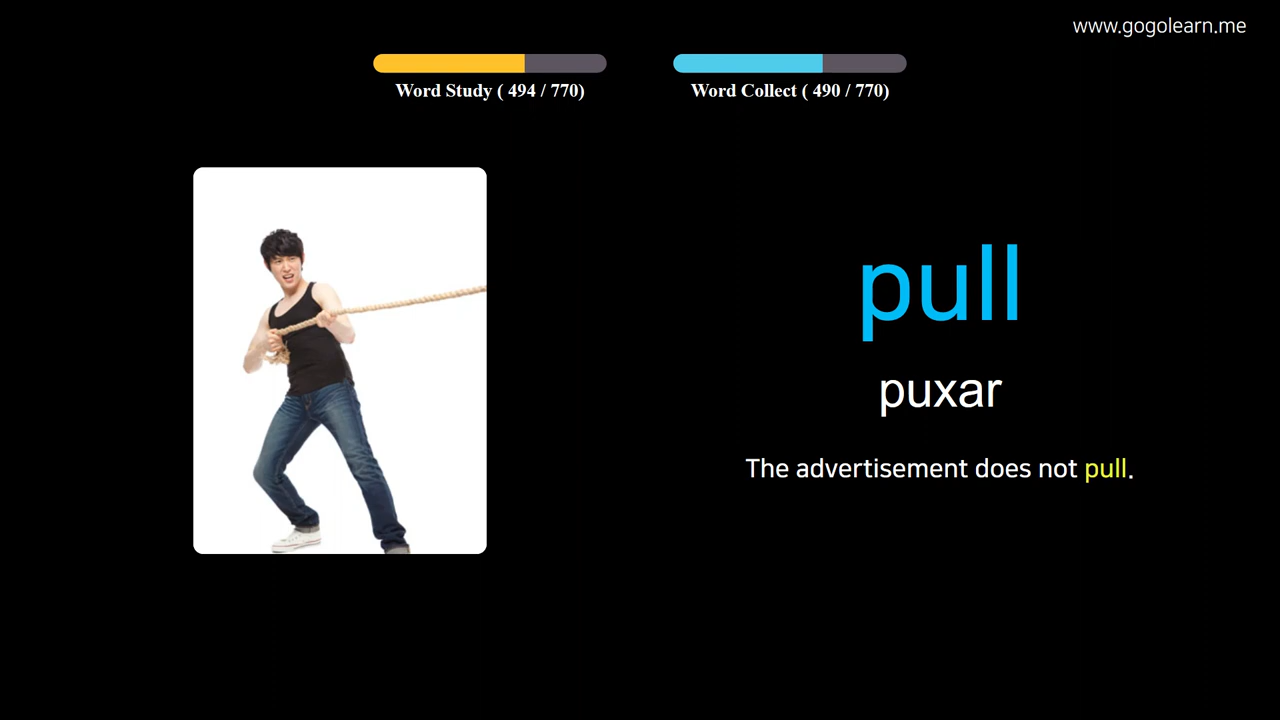 www.gogolearn.me
Word Study ( 494 / 770)
Word Collect ( 490 / 770)
pull
puxar
The advertisement does not pull.